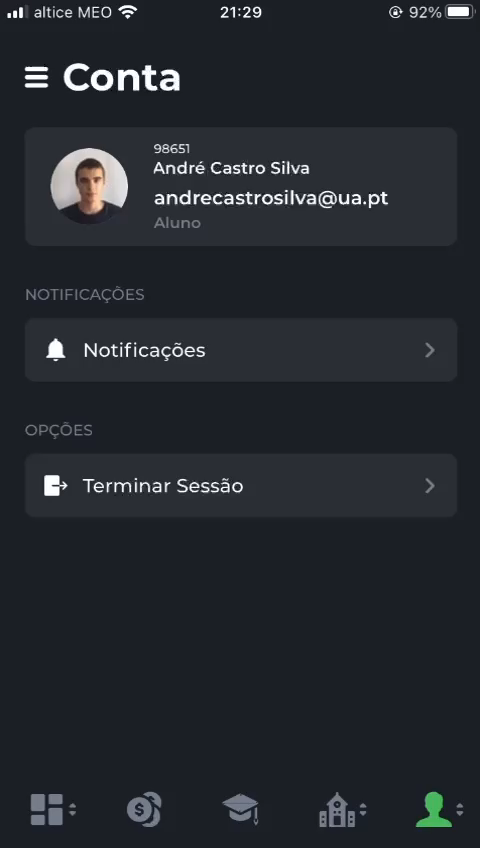 altice MEO 21:29 92%
Conta
98651
André Castro Silva
andrecastrosilva@ua.pt
Aluno
NOTIFICAÇÕES
Notificações
OPÇÕES
Terminar Sessão